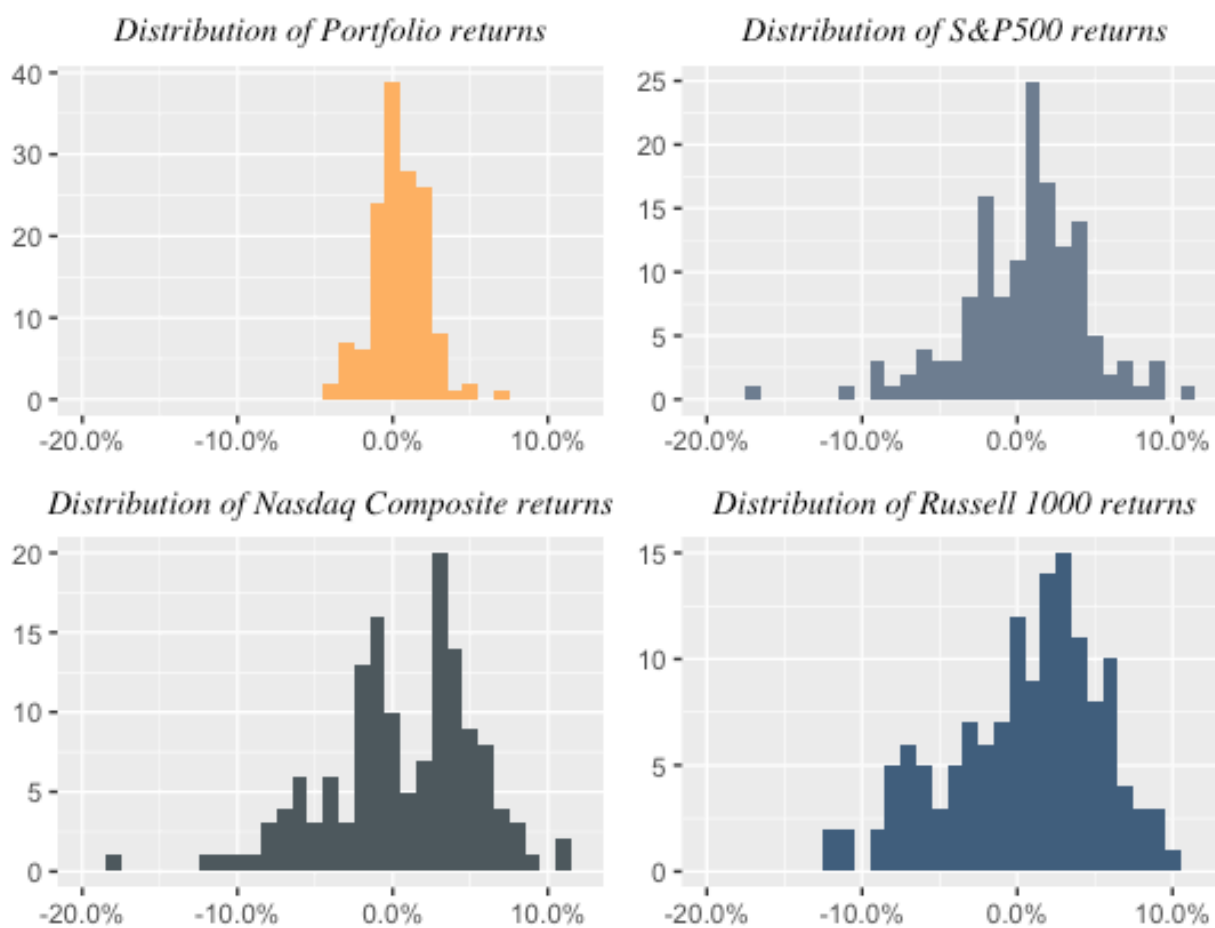 Distribution of Portfolio returns
40
30
20
10
0
-20.0% -10.0% 0.0% 10.0%
Distribution of S&P500 returns
25
20
15
10
5
0
-20.0% -10.0% 0.0% 10.0%
Distribution of Nasdaq Composite returns
20
15
10
5
0
-20.0% -10.0% 0.0% 10.0%
Distribution of Russell 1000 returns
15
10
5
0
-20.0% -10.0% 0.0% 10.0%